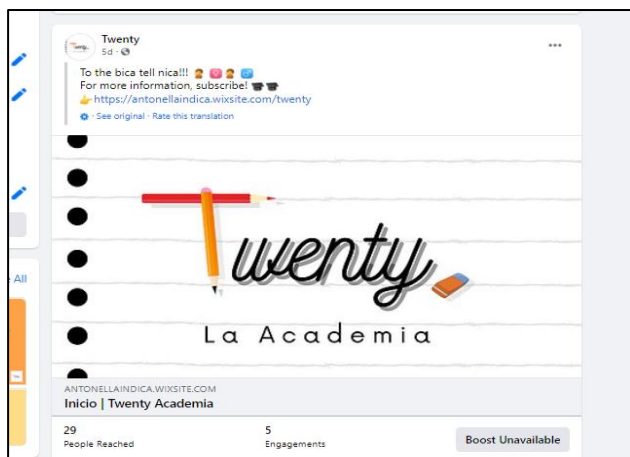 Twenty
5d
To the bica tell nica!!!
For more information, subscribe!
https://antonellaindica.wixsite.com/twenty
· See original · Rate this translation
All
Twenty
La Academia
ANTONELLAINDICA.WIXSITE.COM
Inicio | Twenty Academia
29
5
People Reached
Engagements
Boost Unavailable